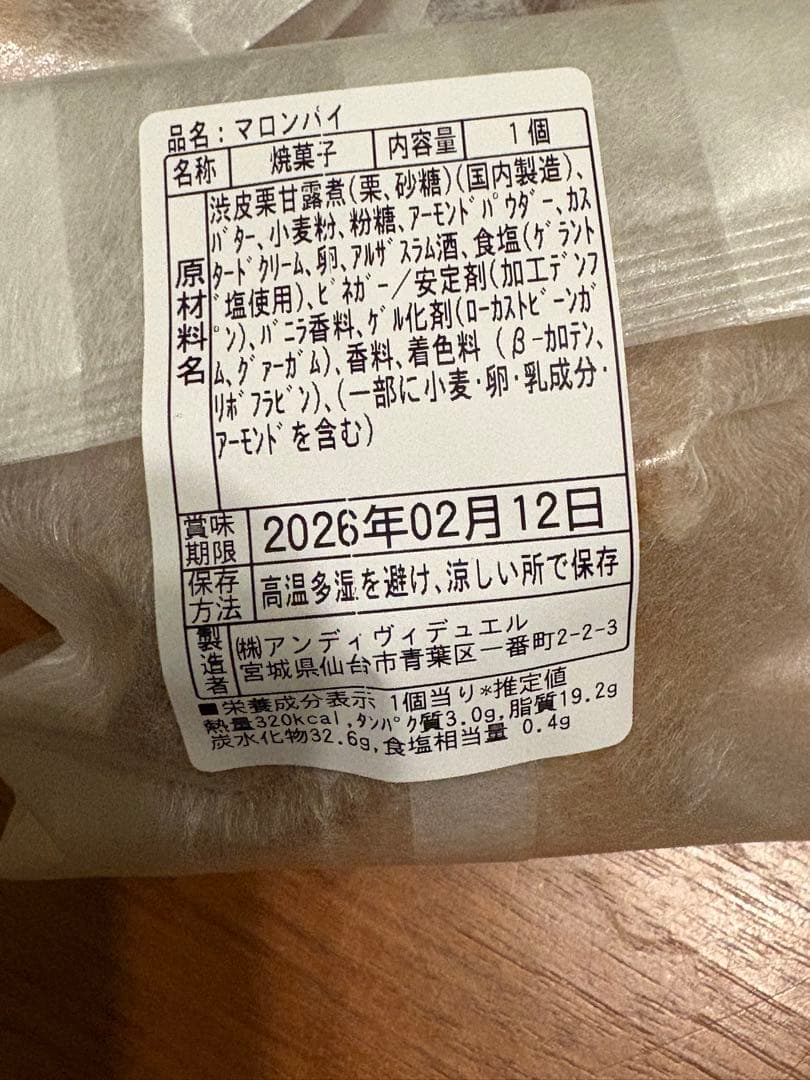 品名:マロンパイ
名称 焼菓子 内容量 1個
原材料名
渋皮栗甘露煮(栗、砂糖)(国内製造)、
バター、小麦粉、粉糖、アーモンドパウダー、カス
タードクリーム、卵、アルザスラム酒、食塩(ゲラント
塩使用)、ビネガー/安定剤(加工デンプ
ン)、バニラ香料、ゲル化剤(ローカストビーンガ
ム、グァーガム)、香料、着色料(β-カロテン、
リボフラビン)、(一部に小麦・卵・乳成分・
アーモンドを含む)
賞味期限 2026年02月12日
保存方法 高温多湿を避け、涼しい所で保存
製造者 ㈱アンディヴィデュエル
宮城県仙台市青葉区一番町2-2-3
■栄養成分表示 1個当り*推定値
熱量320kcal,タンパク質3.0g,脂質19.2g
炭水化物32.6g,食塩相当量 0.4g